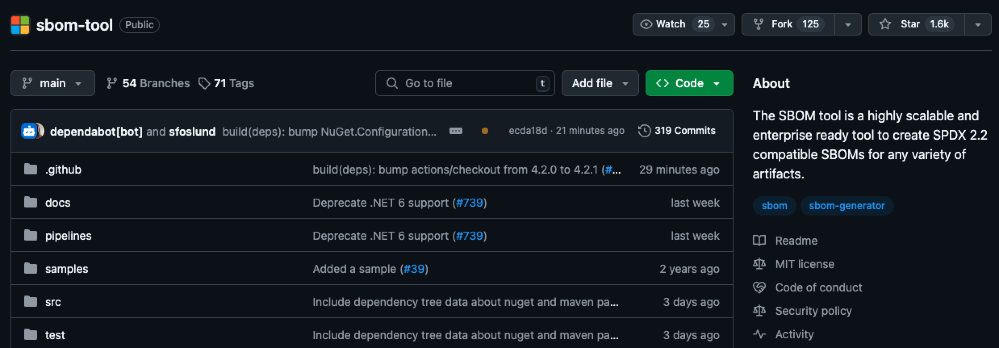 sbom-tool Public Watch 25 Fork 125 Star 1.6k
main 54 Branches 71 Tags Go to file t Add file Code
dependabot[bot] and sfoslund build(deps): bump NuGet.Configuration... ecda18d · 21 minutes ago 319 Commits
.github build(deps): bump actions/checkout from 4.2.0 to 4.2.1 (#... 29 minutes ago
docs Deprecate .NET 6 support (#739) last week
pipelines Deprecate .NET 6 support (#739) last week
samples Added a sample (#39) 2 years ago
src Include dependency tree data about nuget and maven pa... 3 days ago
test Include dependency tree data about nuget and maven pa... 3 days ago
About
The SBOM tool is a highly scalable and
enterprise ready tool to create SPDX 2.2
compatible SBOMs for any variety of
artifacts.
sbom sbom-generator
Readme
MIT license
Code of conduct
Security policy
Activity